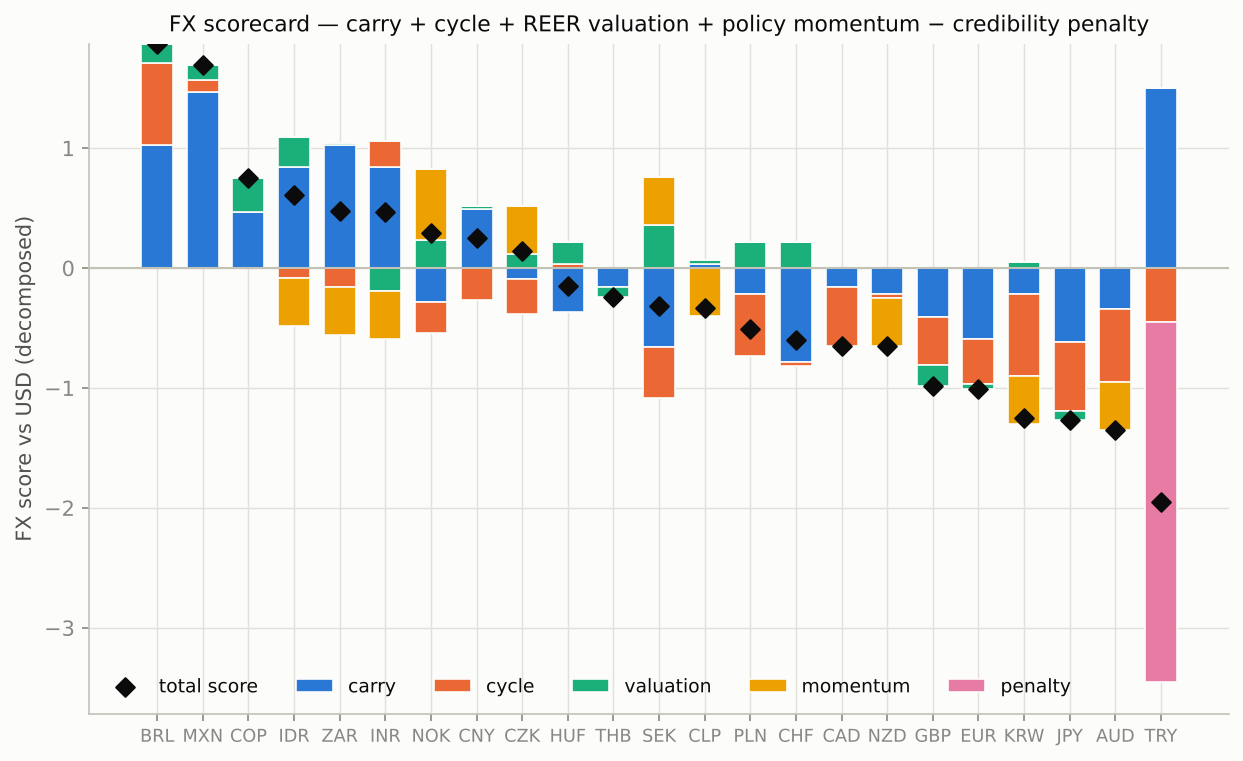 FX scorecard — carry + cycle + REER valuation + policy momentum − credibility penalty
FX score vs USD (decomposed)
1
0
−1
−2
−3
total score carry cycle valuation momentum penalty
BRL MXN COP IDR ZAR INR NOK CNY CZK HUF THB SEK CLP PLN CHF CAD NZD GBP EUR KRW JPY AUD TRY